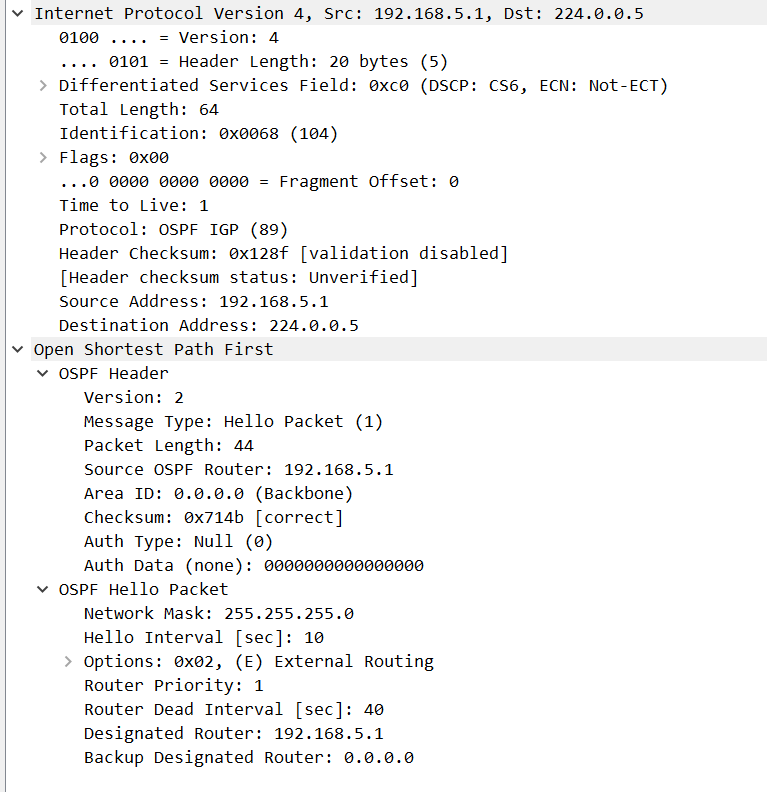 Internet Protocol Version 4, Src: 192.168.5.1, Dst: 224.0.0.5
0100 .... = Version: 4
.... 0101 = Header Length: 20 bytes (5)
Differentiated Services Field: 0xc0 (DSCP: CS6, ECN: Not-ECT)
Total Length: 64
Identification: 0x0068 (104)
Flags: 0x00
...0 0000 0000 0000 = Fragment Offset: 0
Time to Live: 1
Protocol: OSPF IGP (89)
Header Checksum: 0x128f [validation disabled]
[Header checksum status: Unverified]
Source Address: 192.168.5.1
Destination Address: 224.0.0.5
Open Shortest Path First
OSPF Header
Version: 2
Message Type: Hello Packet (1)
Packet Length: 44
Source OSPF Router: 192.168.5.1
Area ID: 0.0.0.0 (Backbone)
Checksum: 0x714b [correct]
Auth Type: Null (0)
Auth Data (none): 0000000000000000
OSPF Hello Packet
Network Mask: 255.255.255.0
Hello Interval [sec]: 10
Options: 0x02, (E) External Routing
Router Priority: 1
Router Dead Interval [sec]: 40
Designated Router: 192.168.5.1
Backup Designated Router: 0.0.0.0